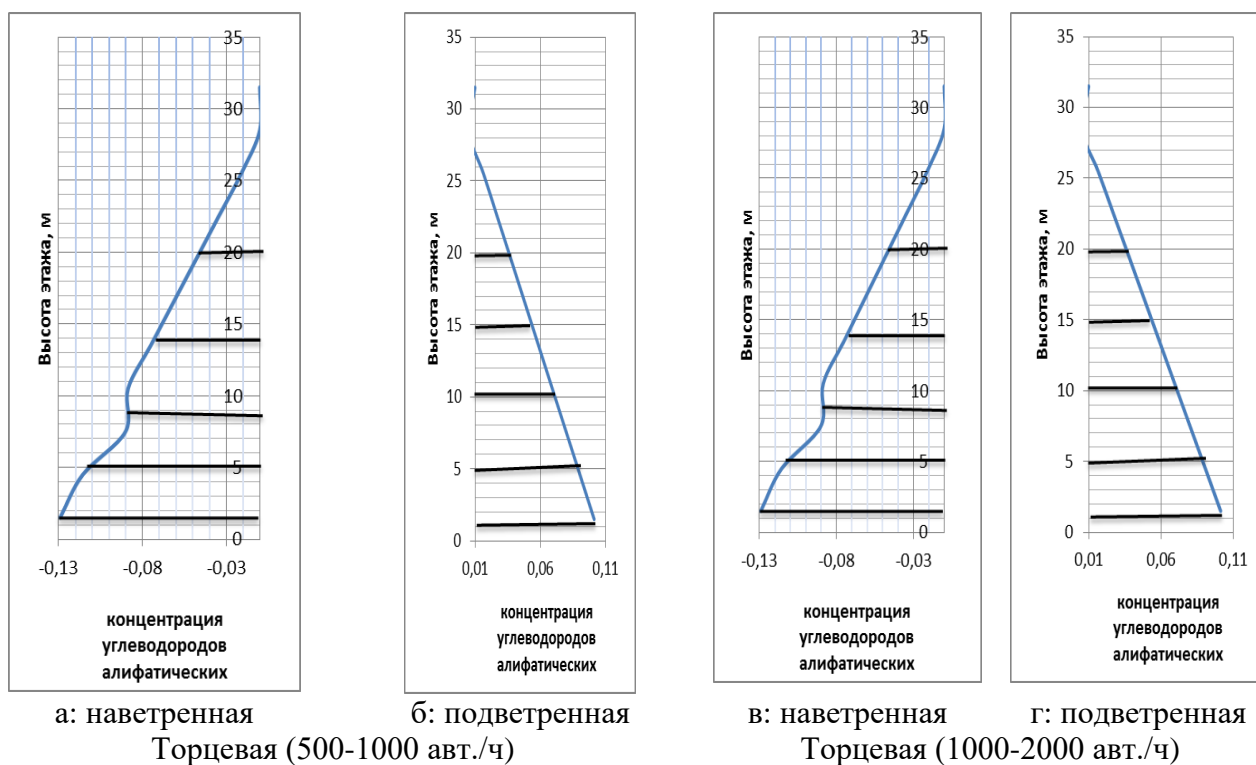 35
30
25
20
15
10
5
0
Высота этажа, м
-0,13 -0,08 -0,03
концентрация
углеводородов
алифатических
35
30
25
20
15
10
5
0
Высота этажа, м
0,01 0,06 0,11
концентрация
углеводородов
алифатических
35
30
25
20
15
10
5
0
Высота этажа, м
-0,13 -0,08 -0,03
концентрация
углеводородов
алифатических
35
30
25
20
15
10
5
0
Высота этажа, м
0,01 0,06 0,11
концентрация
углеводородов
алифатических
а: наветренная б: подветренная в: наветренная г: подветренная
Торцевая (500-1000 авт./ч) Торцевая (1000-2000 авт./ч)